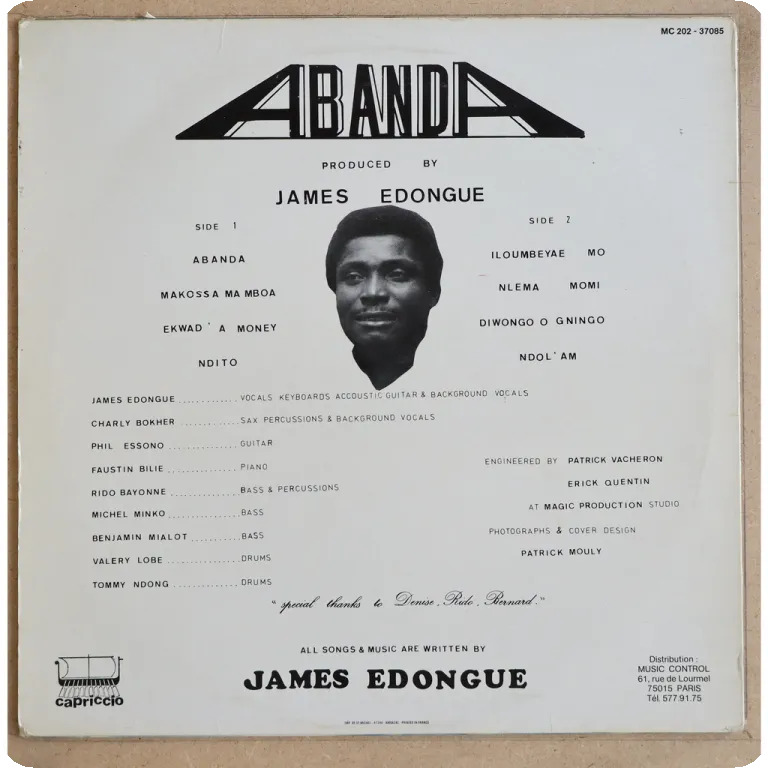 MC 202 - 37085
ABANDA
PRODUCED BY
JAMES EDONGUE
SIDE 1
ABANDA
MAKOSSA MA MBOA
EKWAD ' A MONEY
NDITO
SIDE 2
ILOUMBEYAE MO
NLEMA MOMI
DIWONGO O GNINGO
NDOL' AM
JAMES EDONGUE ............ VOCALS KEYBOARDS ACCOUSTIC GUITAR & BACKGROUND VOCALS
CHARLY BOKHER ............ SAX PERCUSSIONS & BACKGROUND VOCALS
PHIL ESSONO .............. GUITAR
FAUSTIN BILIE .............. PIANO
RIDO BAYONNE ............. BASS & PERCUSSIONS
MICHEL MINKO .............. BASS
BENJAMIN MIALOT .......... BASS
VALERY LOBE .............. DRUMS
TOMMY NDONG ............. DRUMS
ENGINEERED BY PATRICK VACHERON
ERICK QUENTIN
AT MAGIC PRODUCTION STUDIO
PHOTOGRAPHS & COVER DESIGN
PATRICK MOULY
" special thanks to Denise, Rido, Bernard. "
ALL SONGS & MUSIC ARE WRITTEN BY
JAMES EDONGUE
capriccio
Distribution :
MUSIC CONTROL
61, rue de Lourmel
75015 PARIS
Tél. 577.91.75